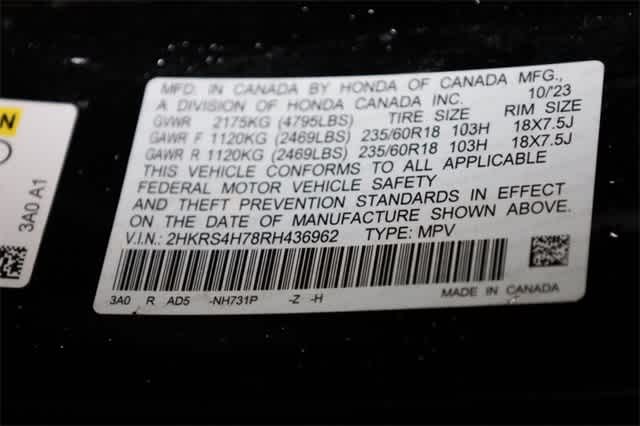 MFD. IN CANADA BY HONDA OF CANADA MFG.,
A DIVISION OF HONDA CANADA INC. 10/23
GVWR 2175KG (4795LBS) TIRE SIZE RIM SIZE
GAWR F 1120KG (2469LBS) 235/60R18 103H 18X7.5J
GAWR R 1120KG (2469LBS) 235/60R18 103H 18X7.5J
THIS VEHICLE CONFORMS TO ALL APPLICABLE
FEDERAL MOTOR VEHICLE SAFETY
AND THEFT PREVENTION STANDARDS IN EFFECT
ON THE DATE OF MANUFACTURE SHOWN ABOVE.
V.I.N.: 2HKRS4H78RH436962 TYPE: MPV
3A0 R AD5 -NH731P -Z -H MADE IN CANADA
N
3A0 A1